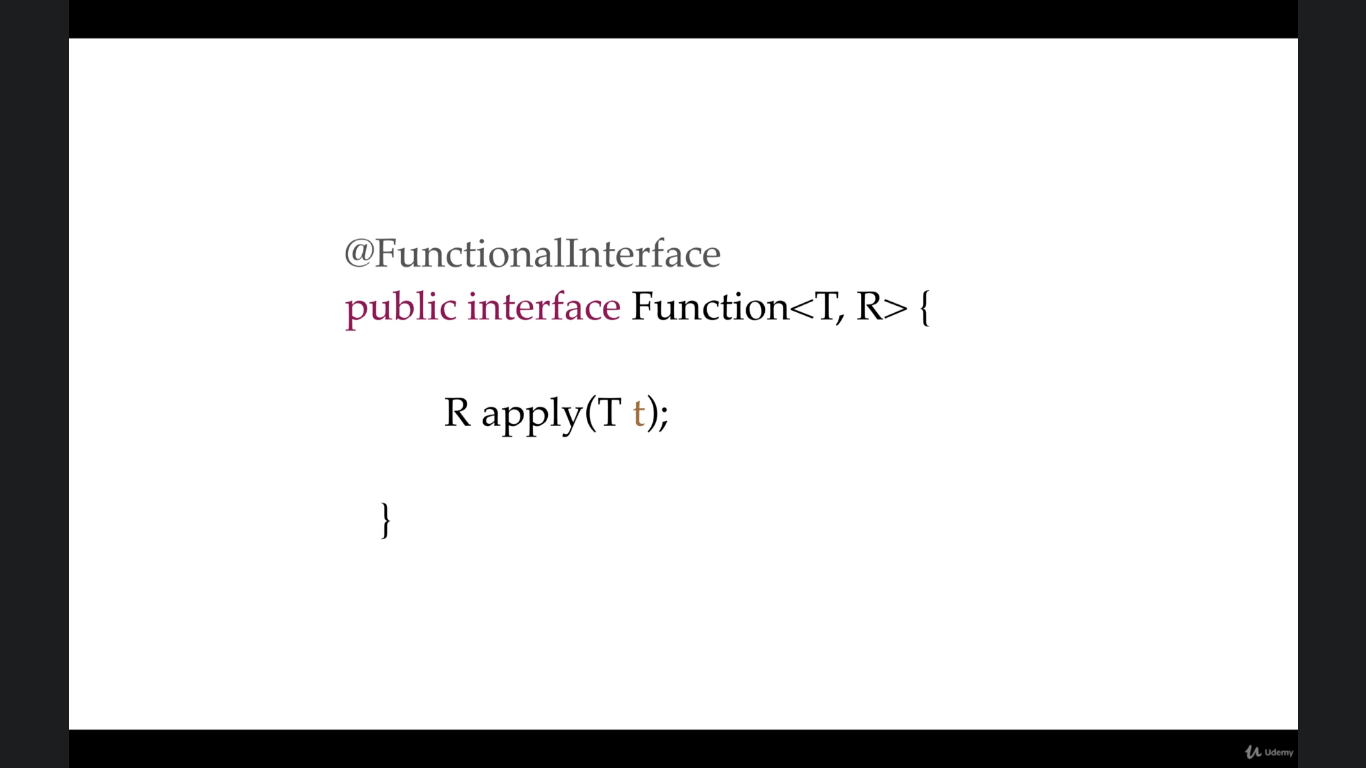 @FunctionalInterface
public interface Function<T, R> {
R apply(T t);
}
Udemy